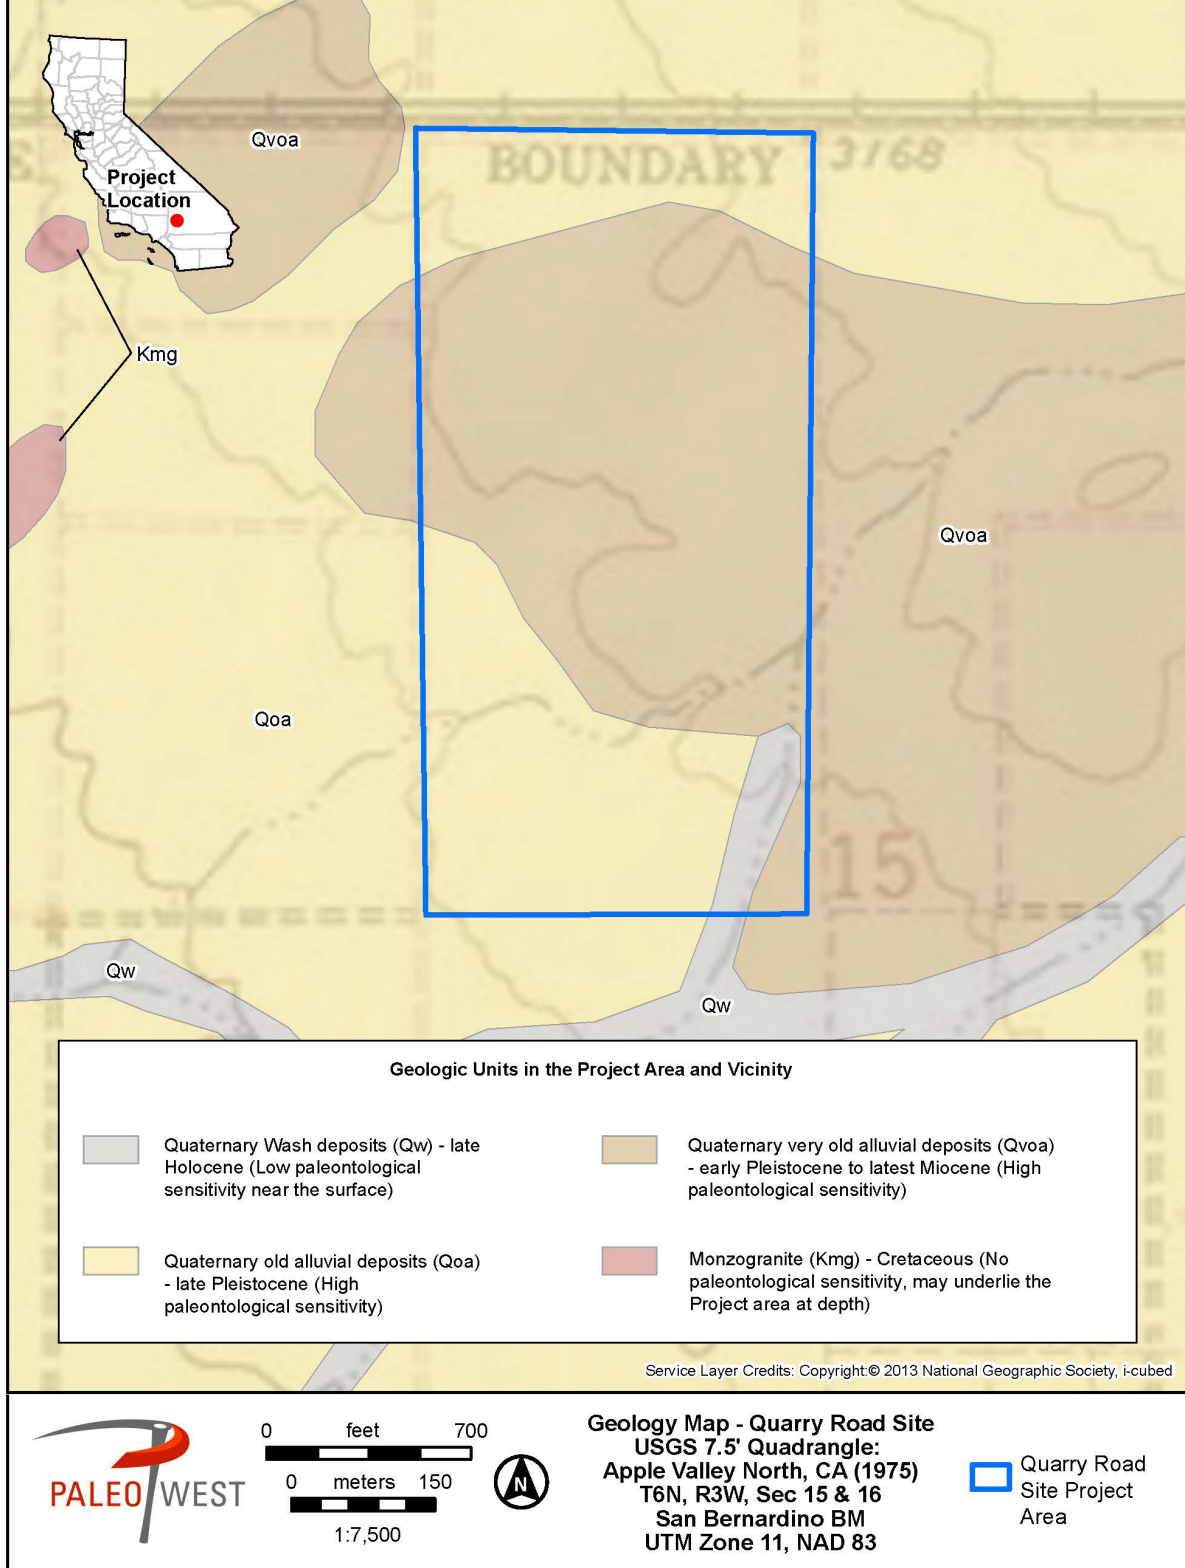 Qvoa
BOUNDARY
3168
E
Project
Location
Kmg
Qvoa
Qoa
15
Qw
Qw
Geologic Units in the Project Area and Vicinity
Quaternary Wash deposits (Qw) - late
Holocene (Low paleontological
sensitivity near the surface)
Quaternary very old alluvial deposits (Qvoa)
- early Pleistocene to latest Miocene (High
paleontological sensitivity)
Quaternary old alluvial deposits (Qoa)
- late Pleistocene (High
paleontological sensitivity)
Monzogranite (Kmg) - Cretaceous (No
paleontological sensitivity, may underlie the
Project area at depth)
Service Layer Credits: Copyright:© 2013 National Geographic Society, i-cubed
PALEO WEST
0 feet 700
0 meters 150
1:7,500
N
Geology Map - Quarry Road Site
USGS 7.5' Quadrangle:
Apple Valley North, CA (1975)
T6N, R3W, Sec 15 & 16
San Bernardino BM
UTM Zone 11, NAD 83
Quarry Road
Site Project
Area